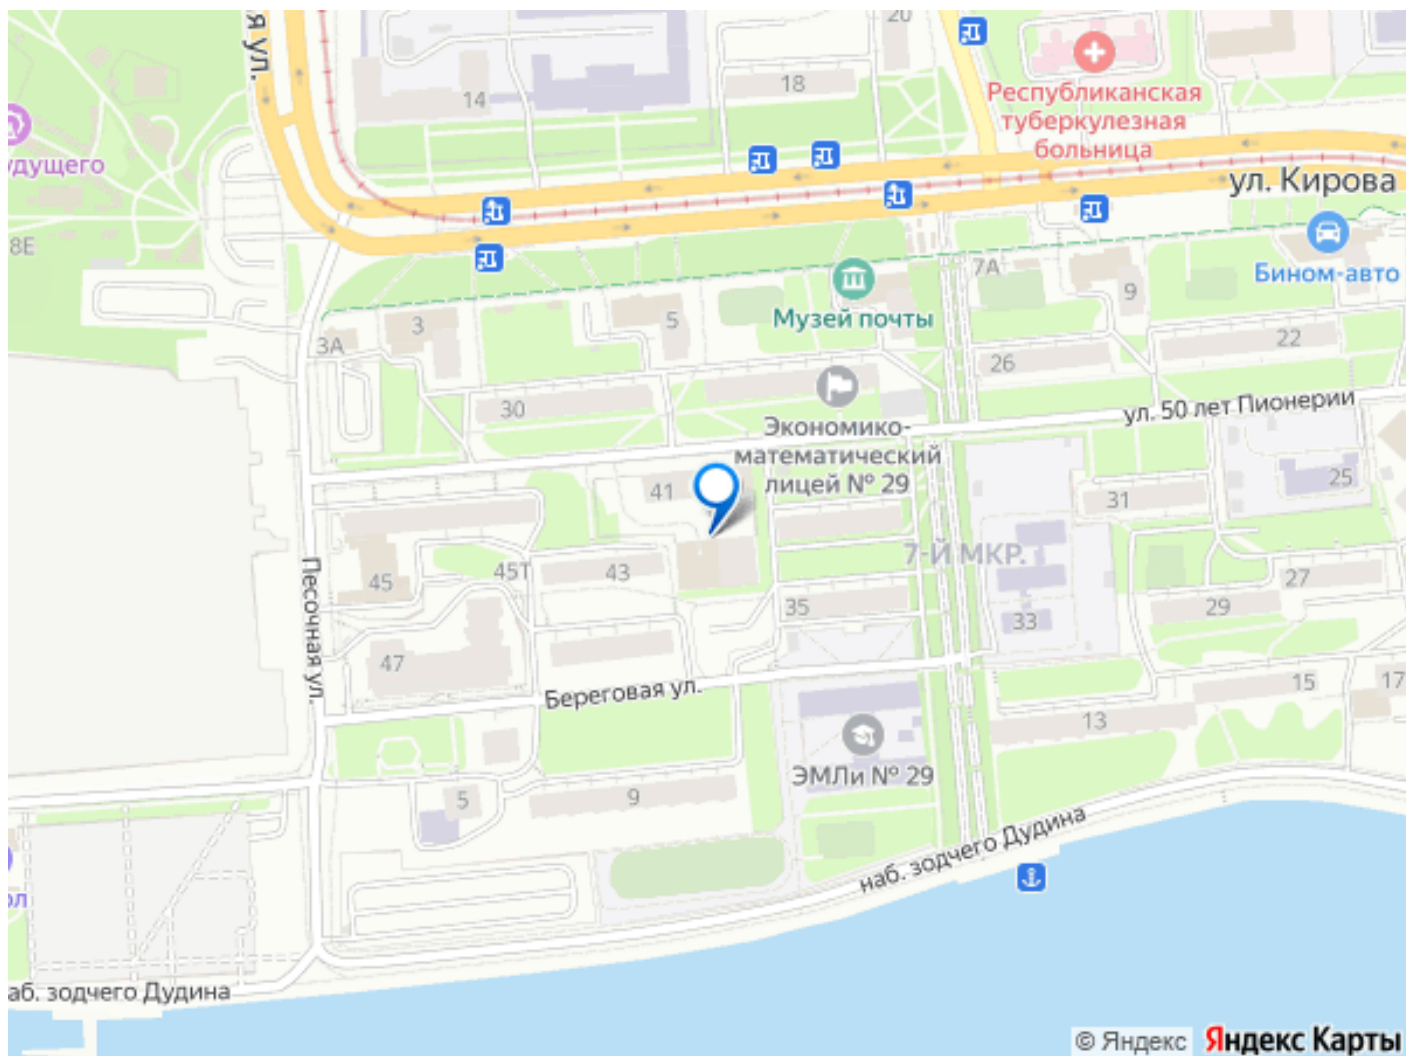 я ул.
20
18
14
Республиканская
туберкулезная
больница
ул. Кирова
удущего
8Е
7А
Бином-авто
9
Музей почты
3
5
3А
22
26
30
ул. 50 лет Пионерии
Экономико-
математический
лицей № 29
25
41
31
7-Й МКР.
45Т
43
45
27
29
35
33
Песочная ул.
47
Береговая ул.
15
17
13
ЭМЛи № 29
5
9
наб. зодчего Дудина
ол
аб. зодчего Дудина
© Яндекс Яндекс Карты